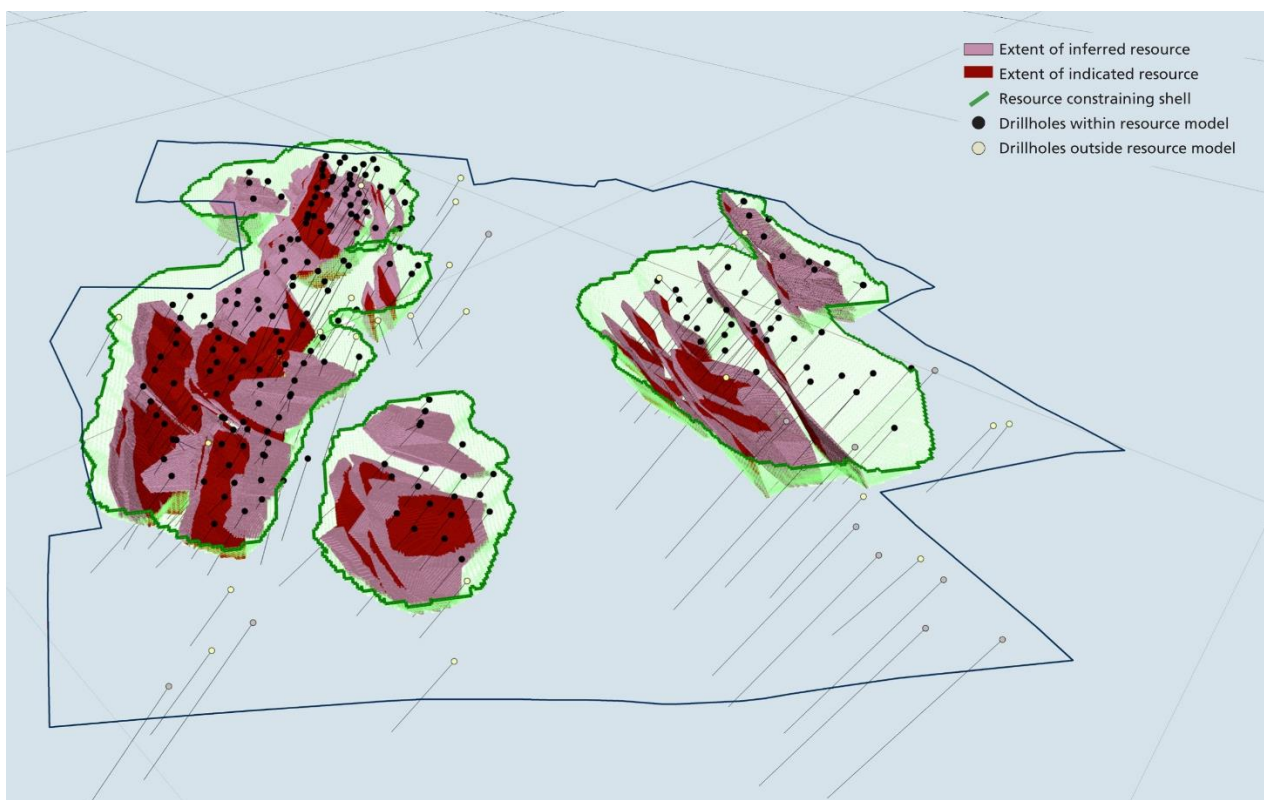 Extent of inferred resource
Extent of indicated resource
Resource constraining shell
Drillholes within resource model
Drillholes outside resource model